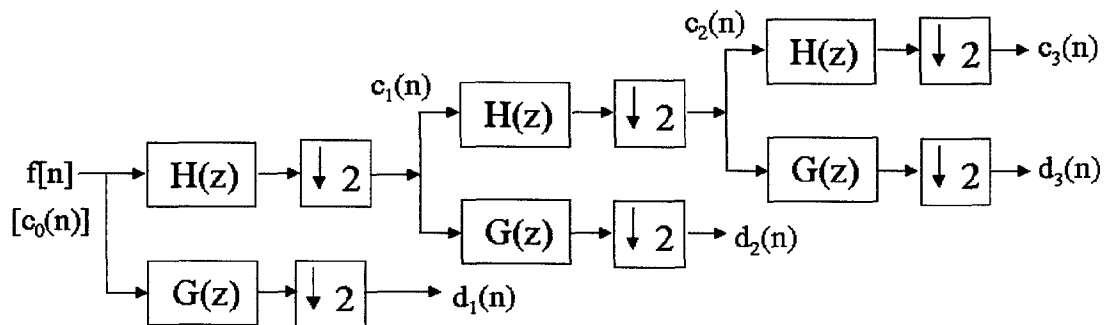 c₂(n)
H(z) ↓ 2 c₃(n)
c₁(n)
H(z) ↓ 2
f[n] H(z) ↓ 2
G(z) ↓ 2 d₃(n)
[c₀(n)]
G(z) ↓ 2 d₂(n)
G(z) ↓ 2 d₁(n)